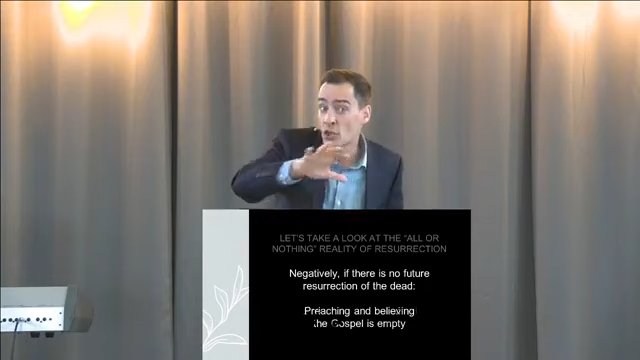 LET'S TAKE A LOOK AT THE "ALL OR
NOTHING" REALITY OF RESURRECTION
Negatively, if there is no future
resurrection of the dead:
Preaching and believing
the Gospel is empty